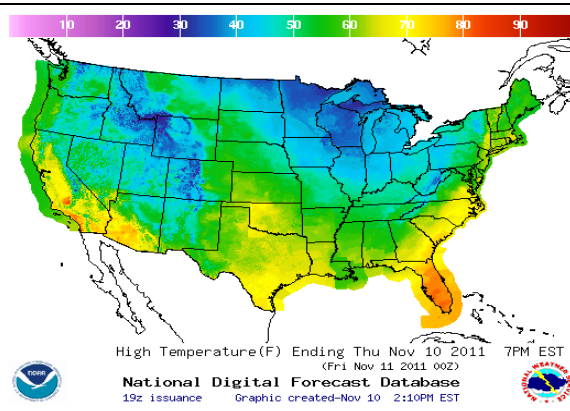 10 20 30 40 50 60 70 80 90
High Temperature(F) Ending Thu Nov 10 2011 7PM EST
(Fri Nov 11 2011 00Z)
National Digital Forecast Database
19z issuance Graphic created-Nov 10 2:10PM EST
noaa